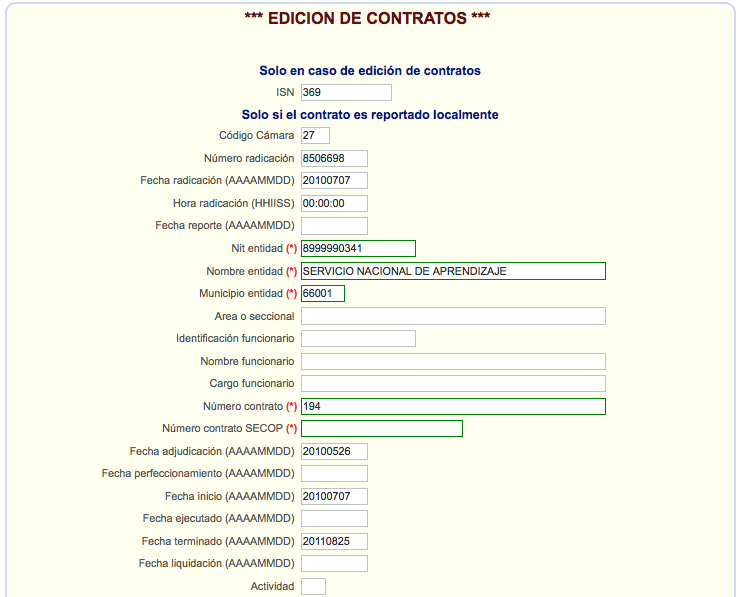 *** EDICION DE CONTRATOS ***
Solo en caso de edición de contratos
ISN 369
Solo si el contrato es reportado localmente
Código Cámara 27
Número radicación 8506698
Fecha radicación (AAAAMMDD) 20100707
Hora radicación (HHIISS) 00:00:00
Fecha reporte (AAAAMMDD)
Nit entidad (*) 8999990341
Nombre entidad (*) SERVICIO NACIONAL DE APRENDIZAJE
Municipio entidad (*) 66001
Area o seccional
Identificación funcionario
Nombre funcionario
Cargo funcionario
Número contrato (*) 194
Número contrato SECOP (*)
Fecha adjudicación (AAAAMMDD) 20100526
Fecha perfeccionamiento (AAAAMMDD)
Fecha inicio (AAAAMMDD) 20100707
Fecha ejecutado (AAAAMMDD)
Fecha terminado (AAAAMMDD) 20110825
Fecha liquidación (AAAAMMDD)
Actividad